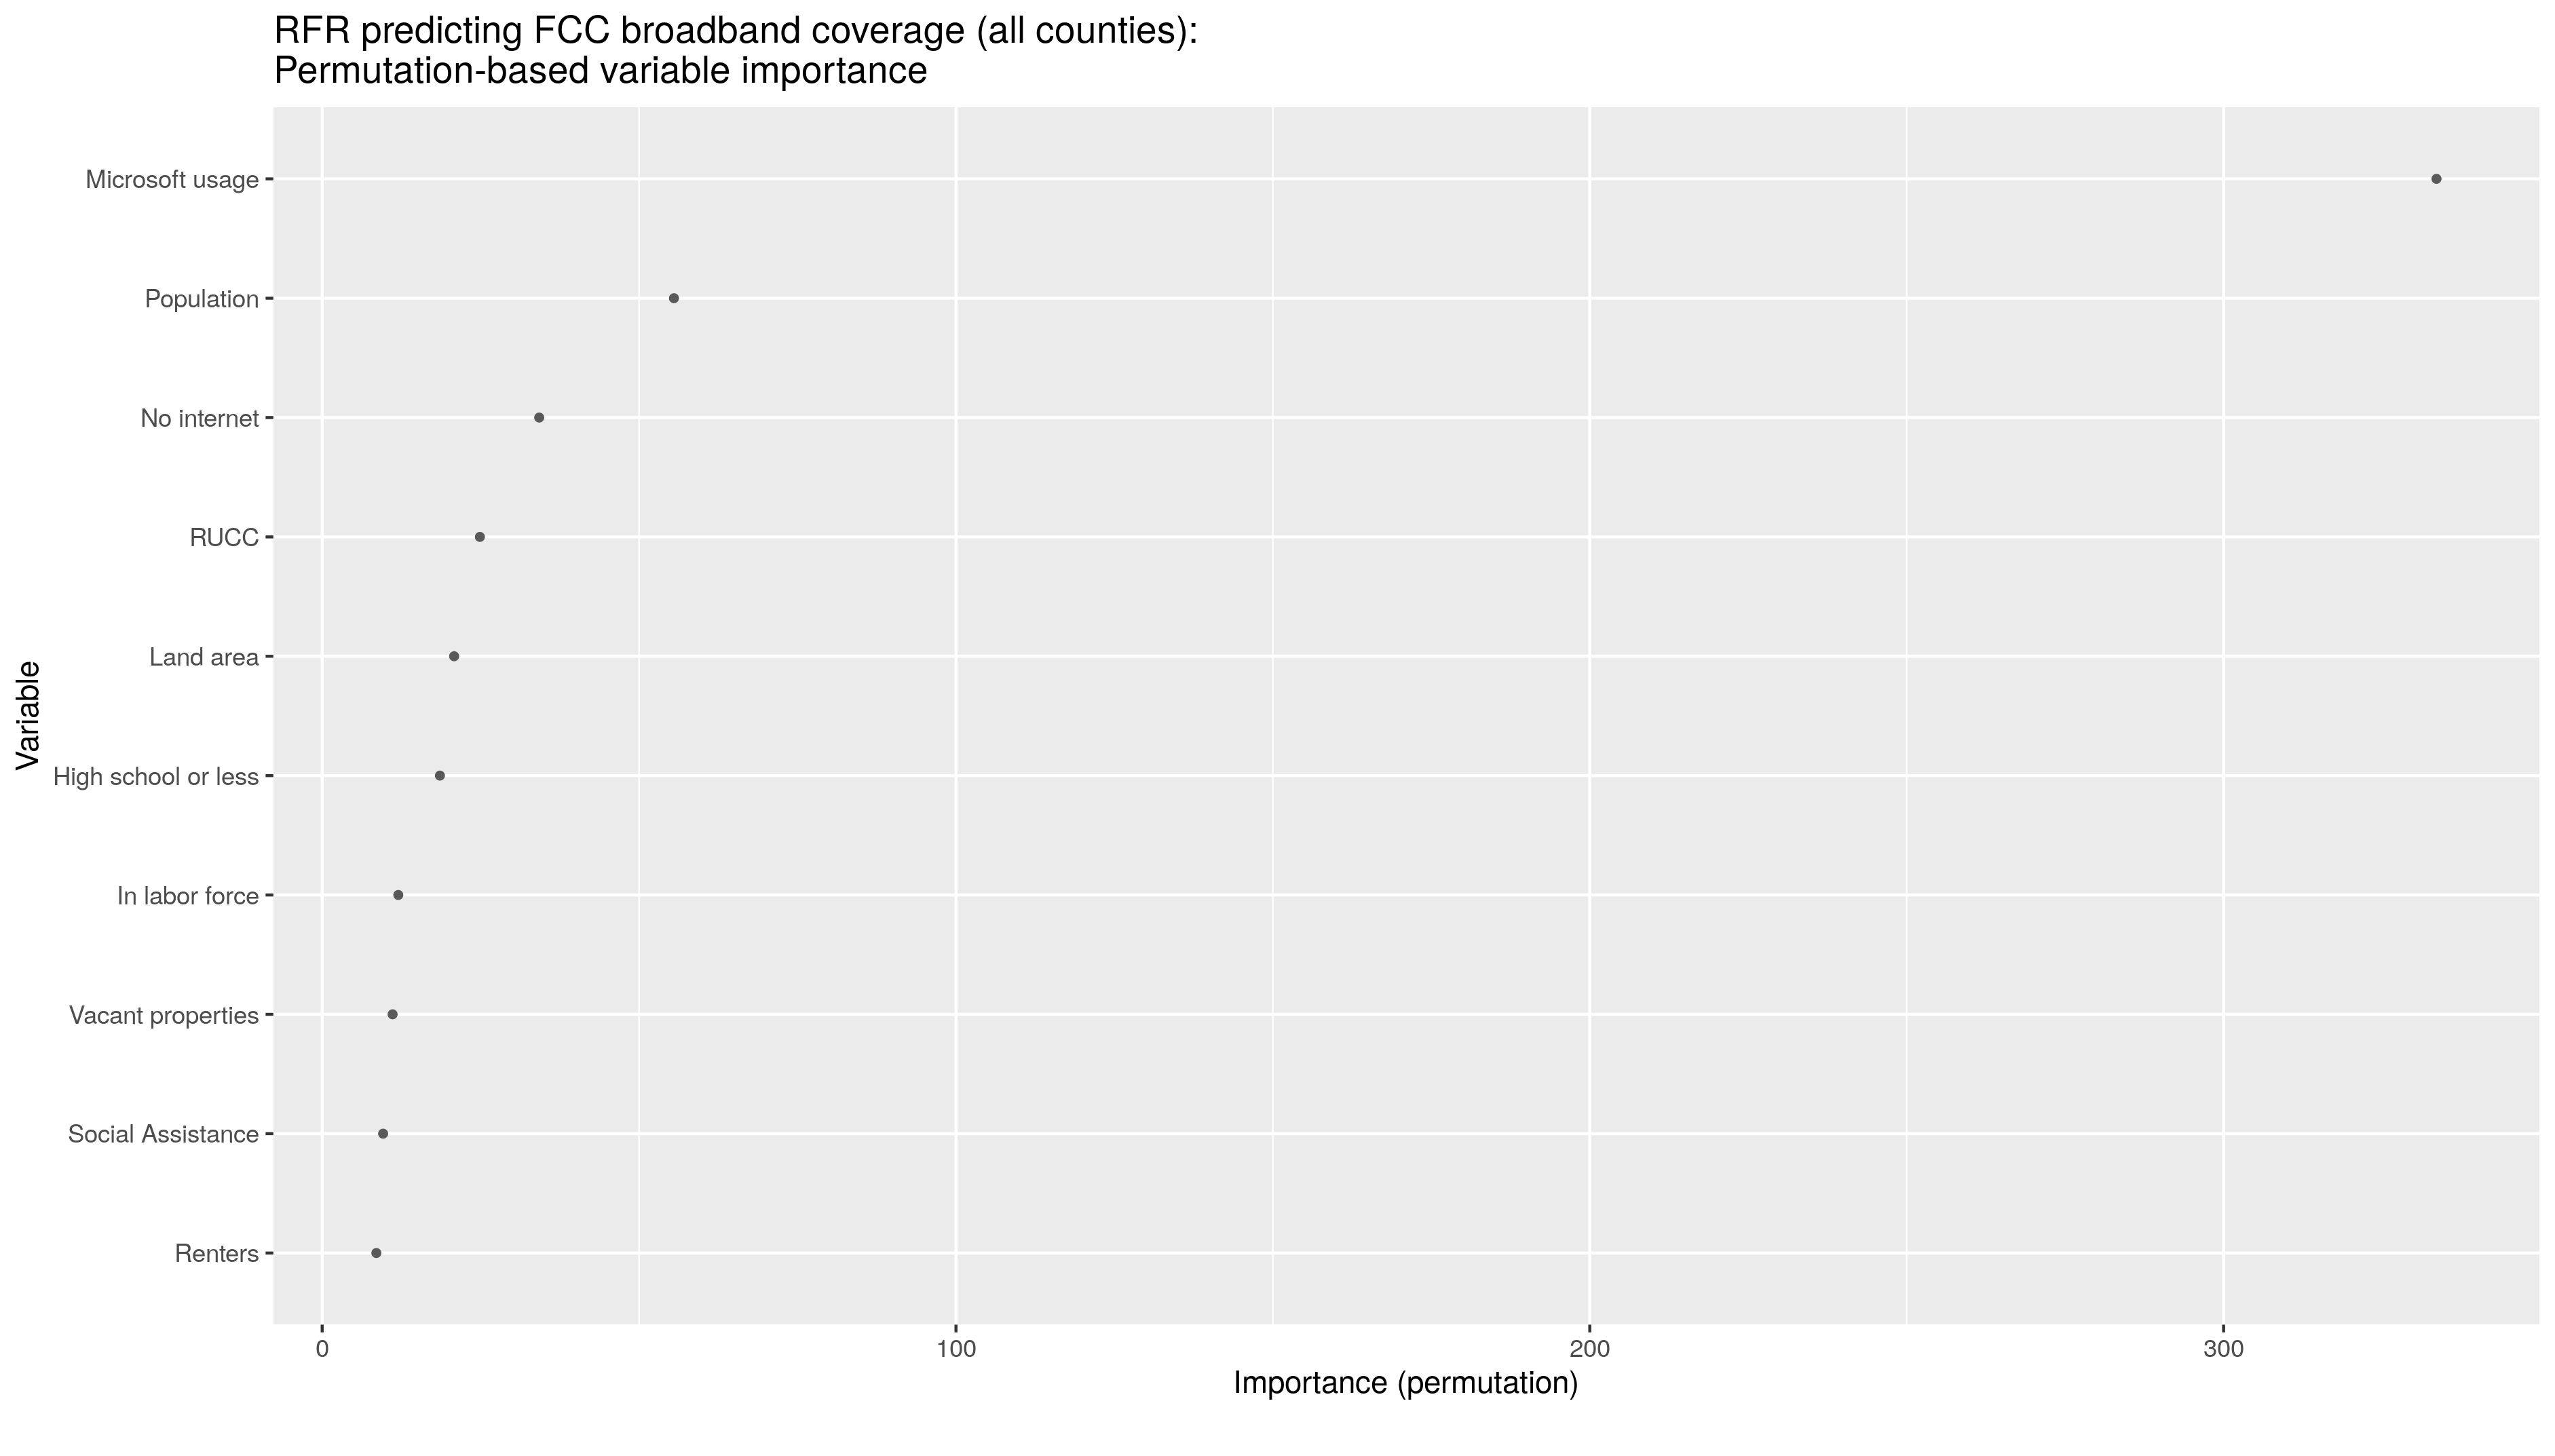 RFR predicting FCC broadband coverage (all counties):
Permutation-based variable importance
Variable
Microsoft usage
Population
No internet
RUCC
Land area
High school or less
In labor force
Vacant properties
Social Assistance
Renters
0 100 200 300
Importance (permutation)